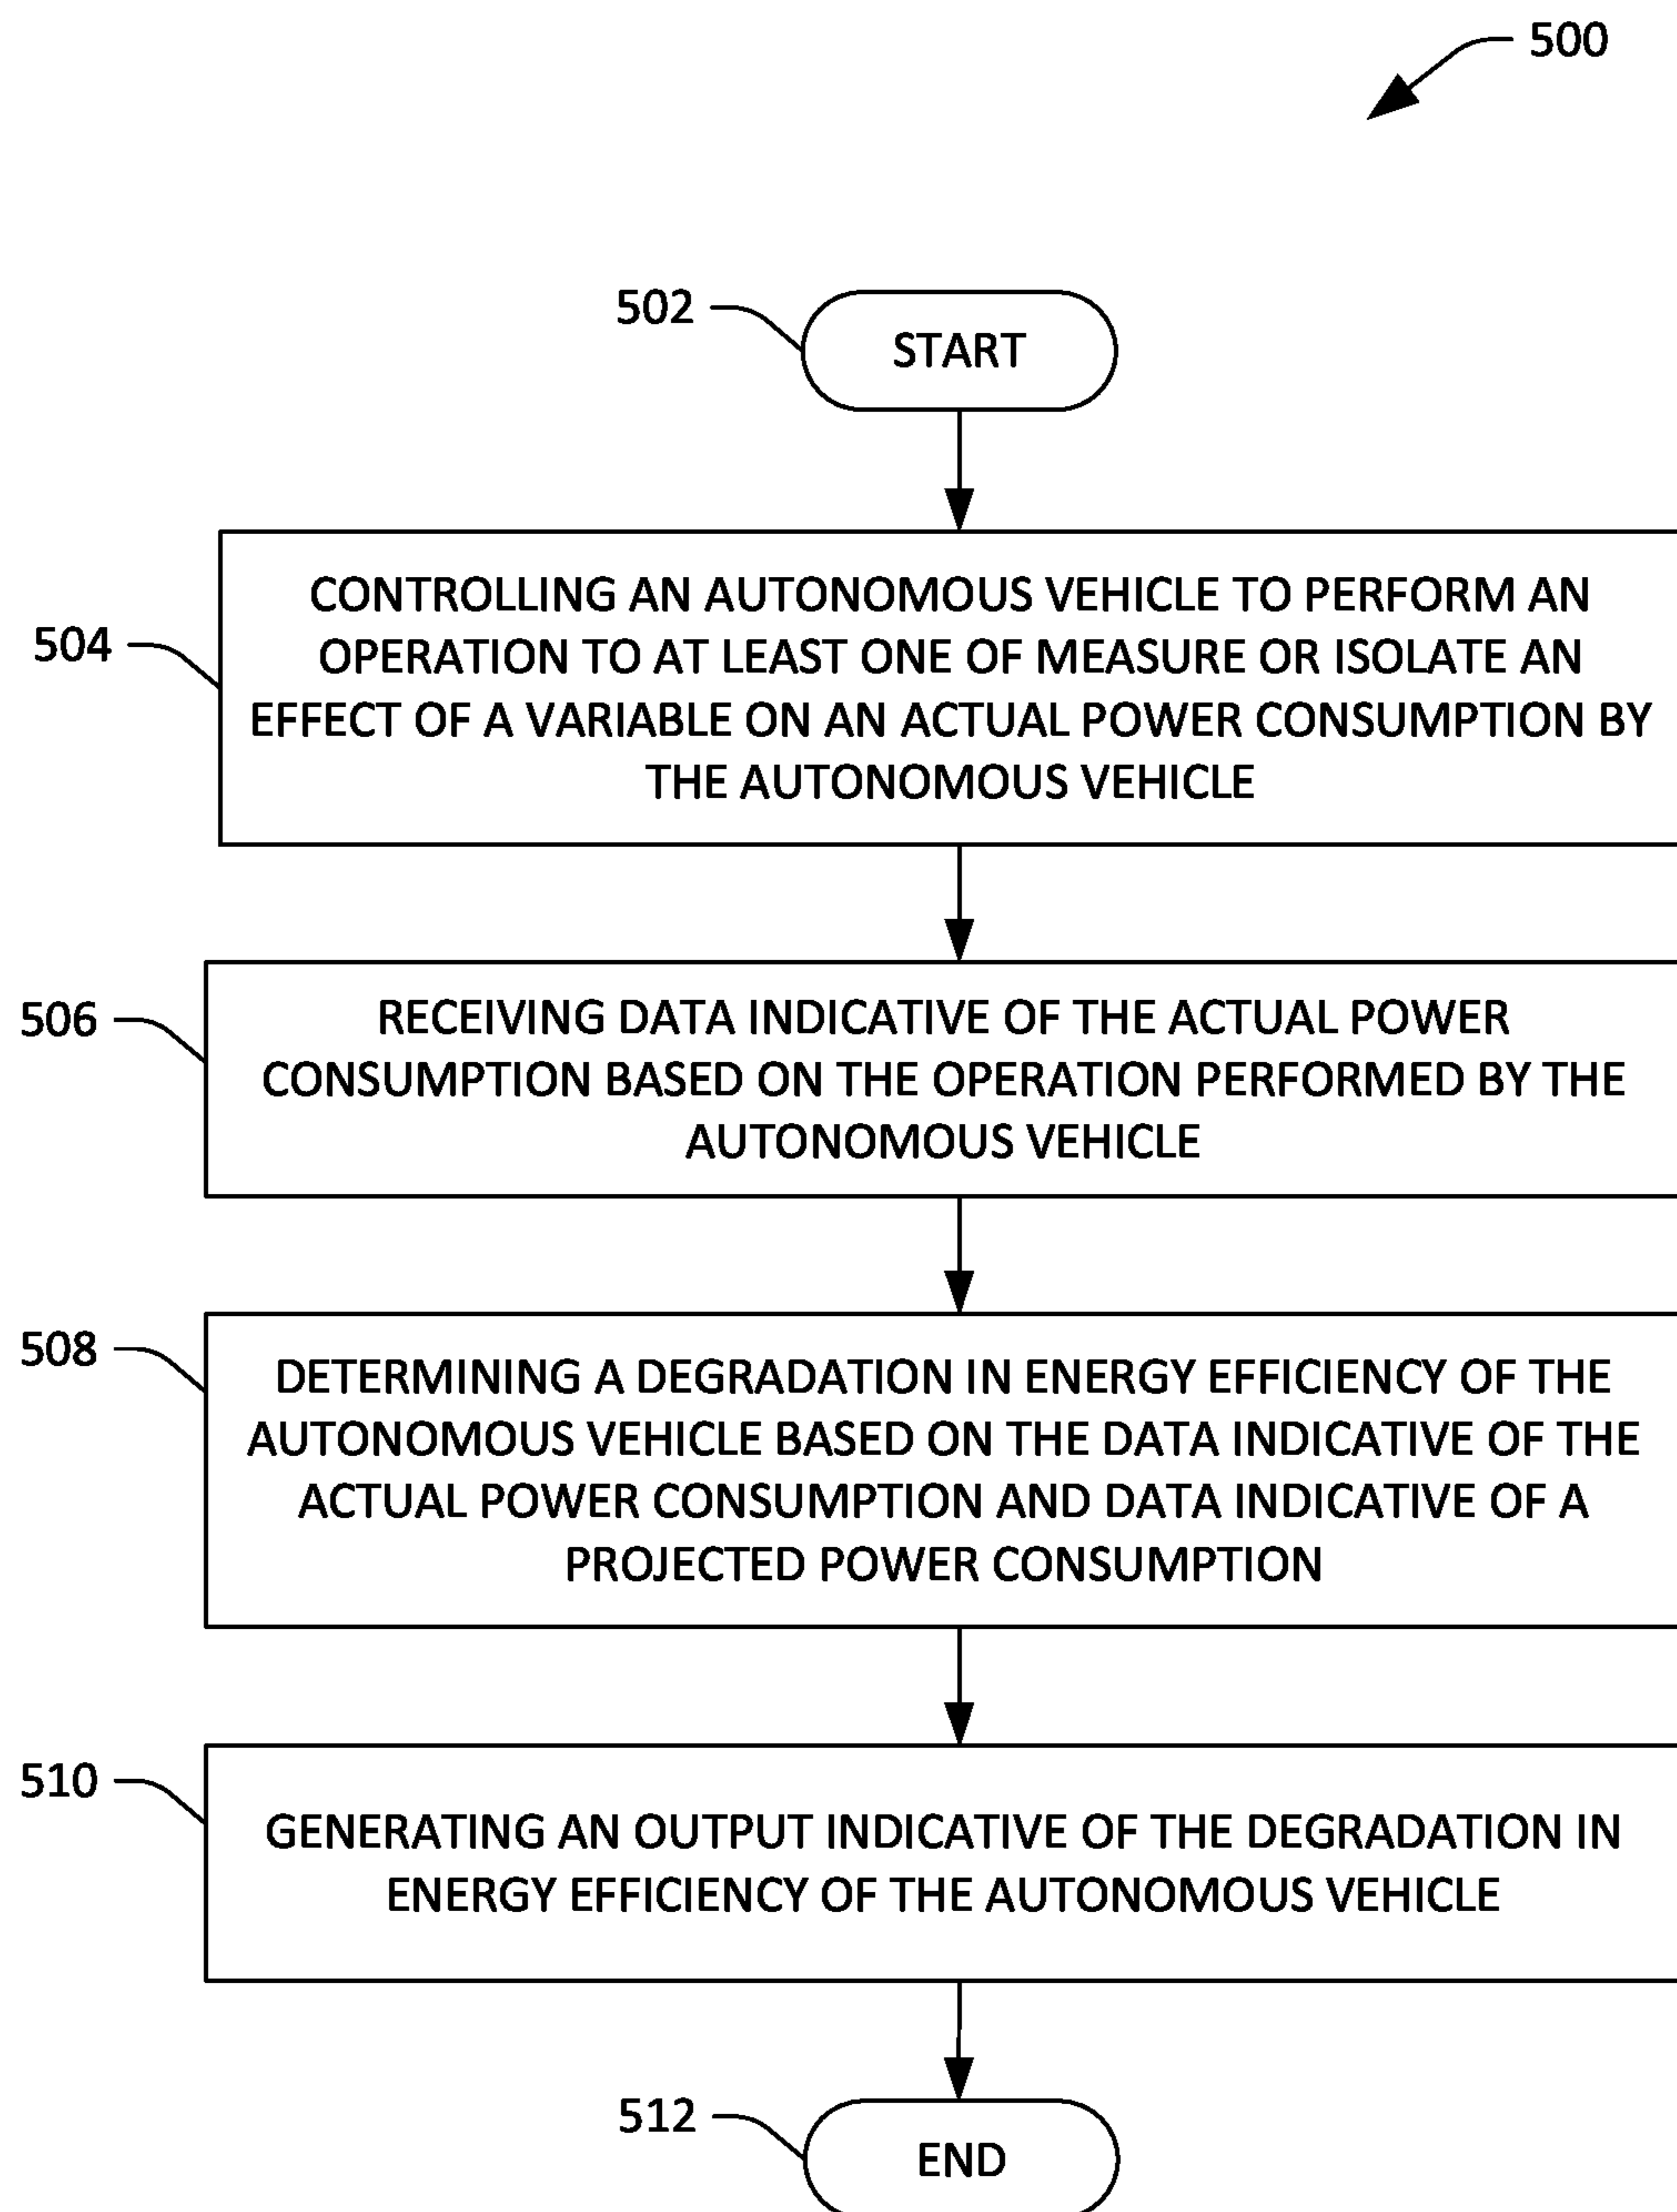 500
502
START
504
CONTROLLING AN AUTONOMOUS VEHICLE TO PERFORM AN
OPERATION TO AT LEAST ONE OF MEASURE OR ISOLATE AN
EFFECT OF A VARIABLE ON AN ACTUAL POWER CONSUMPTION BY
THE AUTONOMOUS VEHICLE
506
RECEIVING DATA INDICATIVE OF THE ACTUAL POWER
CONSUMPTION BASED ON THE OPERATION PERFORMED BY THE
AUTONOMOUS VEHICLE
508
DETERMINING A DEGRADATION IN ENERGY EFFICIENCY OF THE
AUTONOMOUS VEHICLE BASED ON THE DATA INDICATIVE OF THE
ACTUAL POWER CONSUMPTION AND DATA INDICATIVE OF A
PROJECTED POWER CONSUMPTION
510
GENERATING AN OUTPUT INDICATIVE OF THE DEGRADATION IN
ENERGY EFFICIENCY OF THE AUTONOMOUS VEHICLE
512
END